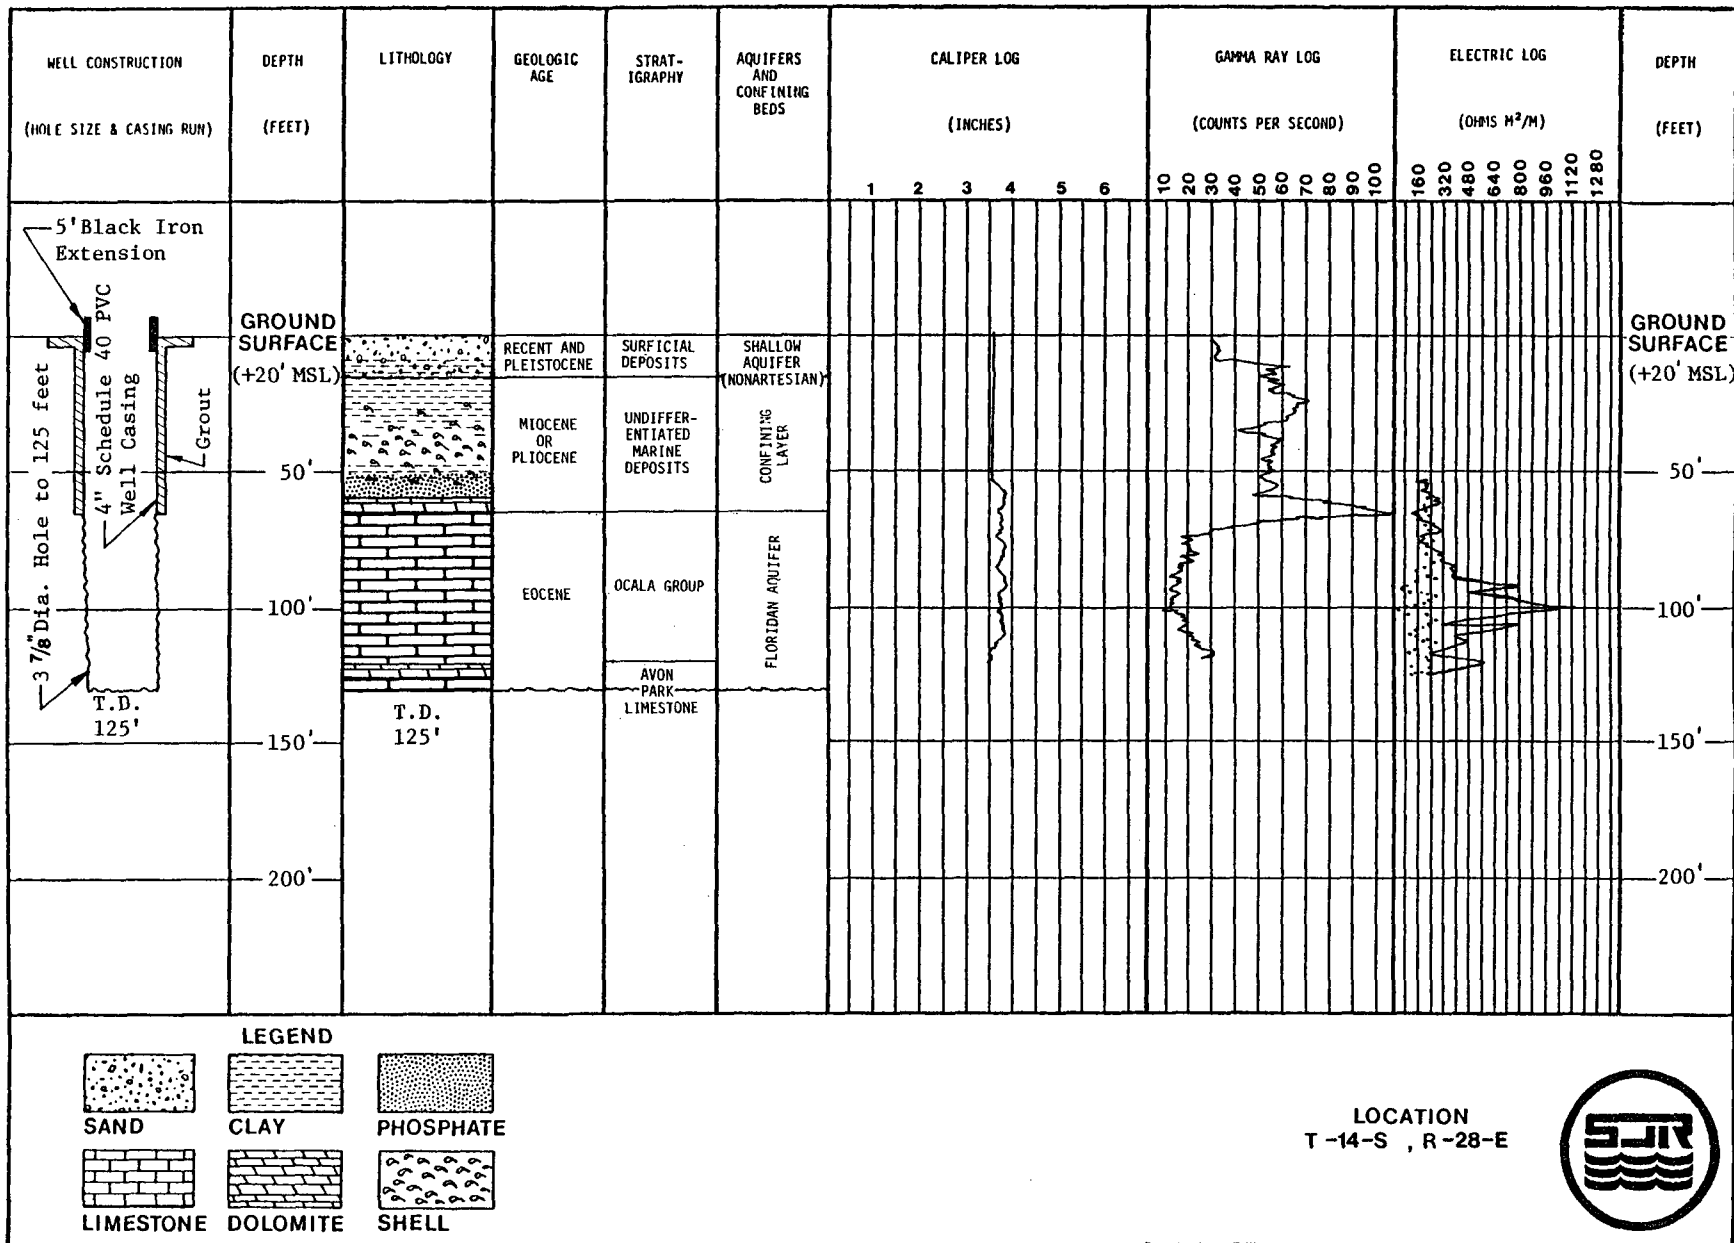 WELL CONSTRUCTION
(HOLE SIZE & CASING RUN)
DEPTH
(FEET)
LITHOLOGY
GEOLOGIC
AGE
STRAT-
IGRAPHY
AQUIFERS
AND
CONFINING
BEDS
CALIPER LOG
(INCHES)
1 2 3 4 5 6
GAMMA RAY LOG
(COUNTS PER SECOND)
10 20 30 40 50 60 70 80 90 100
ELECTRIC LOG
(OHMS M²/M)
160 320 480 640 800 960 1120 1280
DEPTH
(FEET)
5' Black Iron
Extension
3 7/8" Dia. Hole to 125 feet
4" Schedule 40 PVC
Well Casing
Grout
T.D.
125'
GROUND
SURFACE
(+20' MSL)
50'
100'
150'
200'
T.D.
125'
RECENT AND
PLEISTOCENE
MIOCENE
OR
PLIOCENE
EOCENE
SURFICIAL
DEPOSITS
UNDIFFER-
ENTIATED
MARINE
DEPOSITS
OCALA GROUP
AVON
PARK
LIMESTONE
SHALLOW
AQUIFER
(NONARTESIAN)
CONFINING
LAYER
FLORIDAN AQUIFER
GROUND
SURFACE
(+20' MSL)
50'
100'
150'
200'
LEGEND
SAND CLAY PHOSPHATE
LIMESTONE DOLOMITE SHELL
LOCATION
T-14-S , R-28-E
SJR